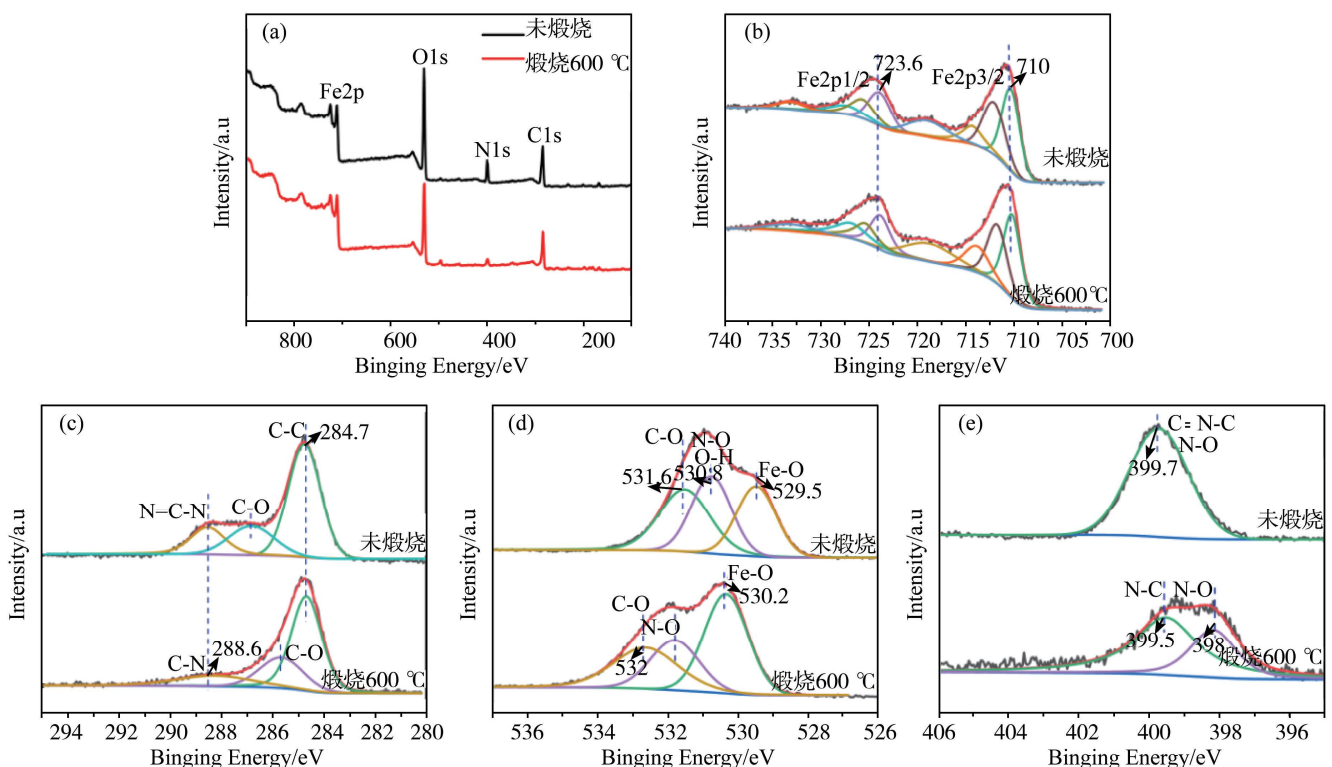 (a)
未煅烧
煅烧600 ℃
O1s
Fe2p
N1s
C1s
Intensity/a.u
800 600 400 200
Binging Energy/eV
(b)
723.6
Fe2p1/2
Fe2p3/2
710
未煅烧
煅烧600℃
Intensity/a.u
740 735 730 725 720 715 710 705 700
Binging Energy/eV
(c)
C-C
284.7
N=C-N
C-O
未煅烧
C-N
288.6
C-O
煅烧600 ℃
Intensity/a.u
294 292 290 288 286 284 282 280
Binging Energy/eV
(d)
C-O
N-O
O-H
531.6
530.8
Fe-O
529.5
未煅烧
Fe-O
530.2
C-O
N-O
532
煅烧600 ℃
Intensity/a.u
536 534 532 530 528 526
Binging Energy/eV
(e)
C=N-C
N-O
399.7
未煅烧
N-C
N-O
399.5
398
煅烧600 ℃
Intensity/a.u
406 404 402 400 398 396
Binging Energy/eV